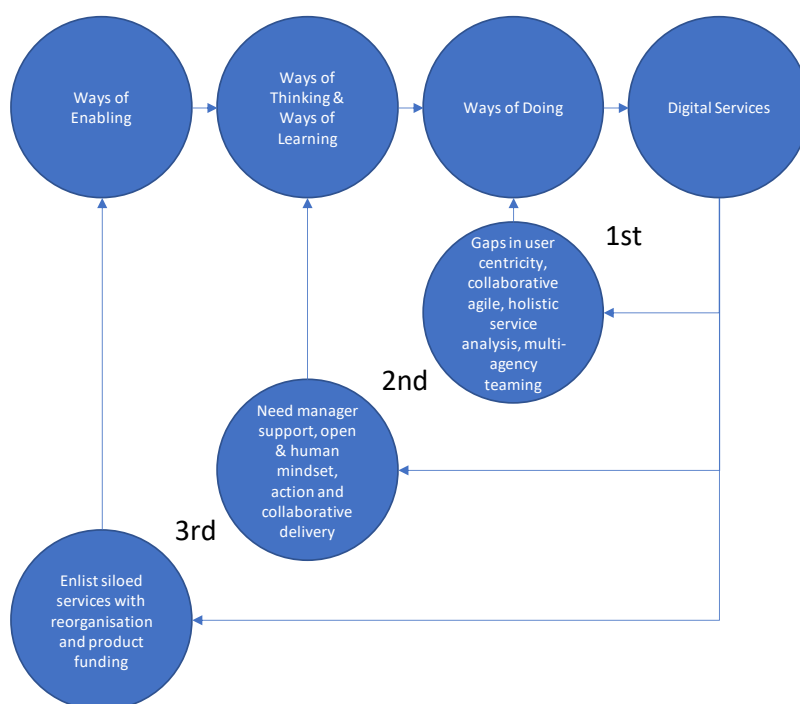 Ways of
Enabling
Ways of
Thinking &
Ways of
Learning
Ways of Doing
Digital Services
1st
Gaps in user
centricity,
collaborative
agile, holistic
service
analysis, multi-
agency
teaming
2nd
Need manager
support, open
& human
mindset,
action and
collaborative
delivery
3rd
Enlist siloed
services with
reorganisation
and product
funding